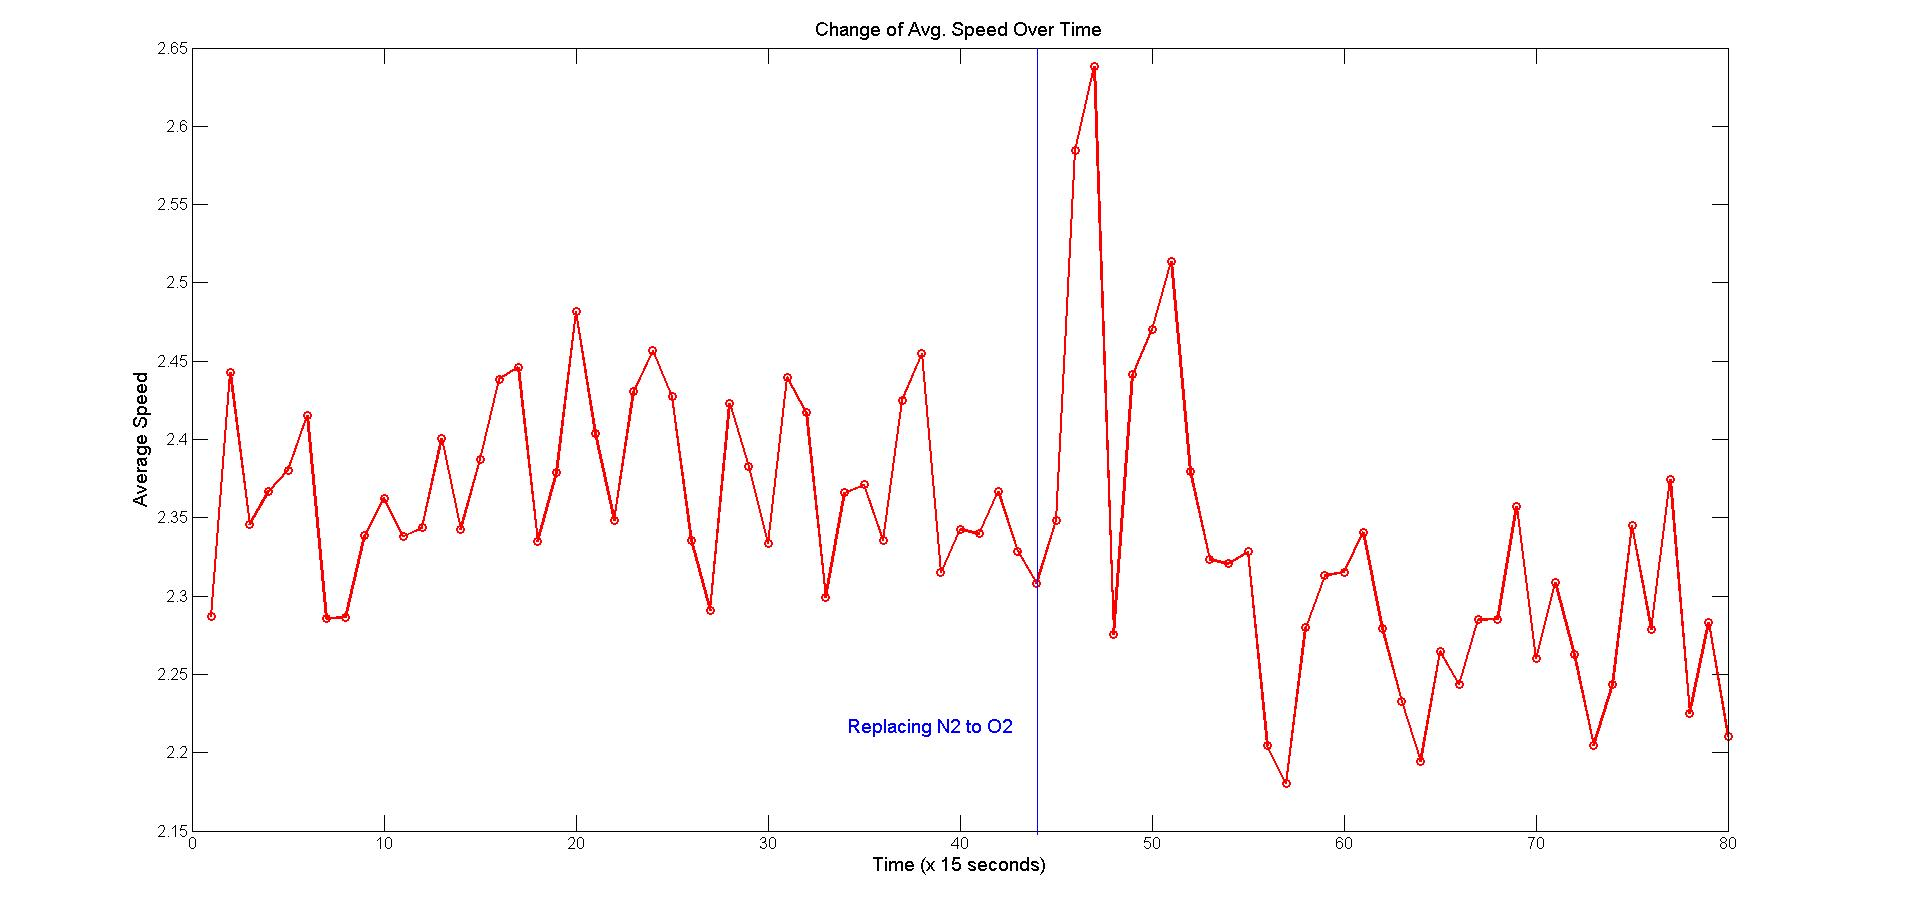 Change of Avg. Speed Over Time
2.65
2.6
2.55
2.5
2.45
2.4
2.35
2.3
2.25
2.2
2.15
Average Speed
Replacing N2 to O2
0 10 20 30 40 50 60 70 80
Time (x 15 seconds)